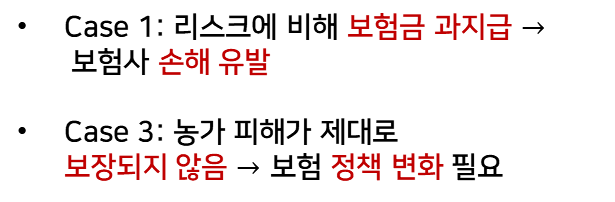 • Case 1: 리스크에 비해 보험금 과지급 →
보험사 손해 유발
• Case 3: 농가 피해가 제대로
보장되지 않음 → 보험 정책 변화 필요